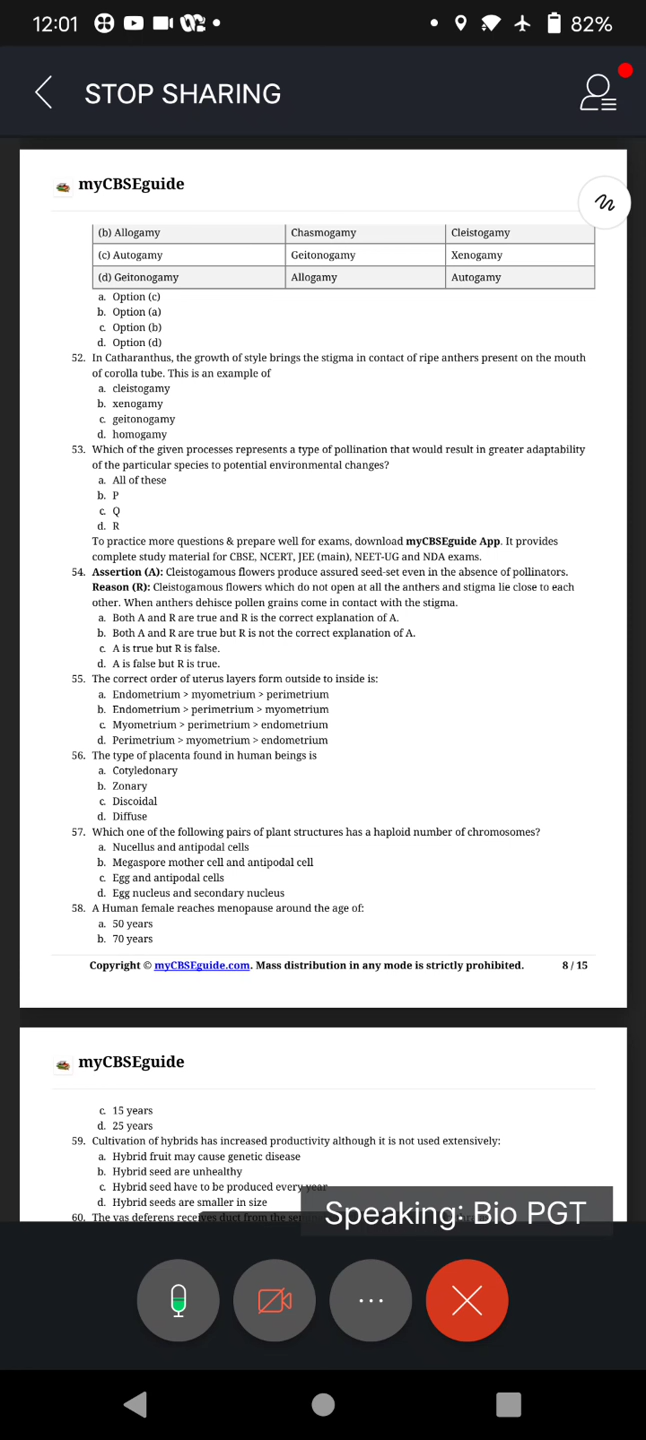 12:01
82%
STOP SHARING
myCBSEguide
(b) Allogamy Chasmogamy Cleistogamy
(c) Autogamy Geitonogamy Xenogamy
(d) Geitonogamy Allogamy Autogamy
a. Option (c)
b. Option (a)
c. Option (b)
d. Option (d)
52. In Catharanthus, the growth of style brings the stigma in contact of ripe anthers present on the mouth
of corolla tube. This is an example of
a. cleistogamy
b. xenogamy
c. geitonogamy
d. homogamy
53. Which of the given processes represents a type of pollination that would result in greater adaptability
of the particular species to potential environmental changes?
a. All of these
b. P
c. Q
d. R
To practice more questions & prepare well for exams, download myCBSEguide App. It provides
complete study material for CBSE, NCERT, JEE (main), NEET-UG and NDA exams.
54. Assertion (A): Cleistogamous flowers produce assured seed-set even in the absence of pollinators.
Reason (R): Cleistogamous flowers which do not open at all the anthers and stigma lie close to each
other. When anthers dehisce pollen grains come in contact with the stigma.
a. Both A and R are true and R is the correct explanation of A.
b. Both A and R are true but R is not the correct explanation of A.
c. A is true but R is false.
d. A is false but R is true.
55. The correct order of uterus layers form outside to inside is:
a. Endometrium > myometrium > perimetrium
b. Endometrium > perimetrium > myometrium
c. Myometrium > perimetrium > endometrium
d. Perimetrium > myometrium > endometrium
56. The type of placenta found in human beings is
a. Cotyledonary
b. Zonary
c. Discoidal
d. Diffuse
57. Which one of the following pairs of plant structures has a haploid number of chromosomes?
a. Nucellus and antipodal cells
b. Megaspore mother cell and antipodal cell
c. Egg and antipodal cells
d. Egg nucleus and secondary nucleus
58. A Human female reaches menopause around the age of:
a. 50 years
b. 70 years
Copyright © myCBSEguide.com. Mass distribution in any mode is strictly prohibited. 8 / 15
myCBSEguide
c. 15 years
d. 25 years
59. Cultivation of hybrids has increased productivity although it is not used extensively:
a. Hybrid fruit may cause genetic disease
b. Hybrid seed are unhealthy
c. Hybrid seed have to be produced every year
d. Hybrid seeds are smaller in size
60. The vas deferens receives duct from the
Speaking: Bio PGT